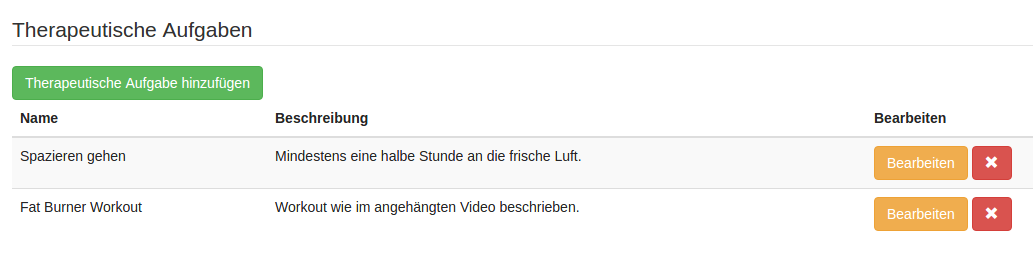 Therapeutische Aufgaben
Therapeutische Aufgabe hinzufügen
Name Beschreibung Bearbeiten
Spazieren gehen Mindestens eine halbe Stunde an die frische Luft. Bearbeiten
Fat Burner Workout Workout wie im angehängten Video beschrieben. Bearbeiten